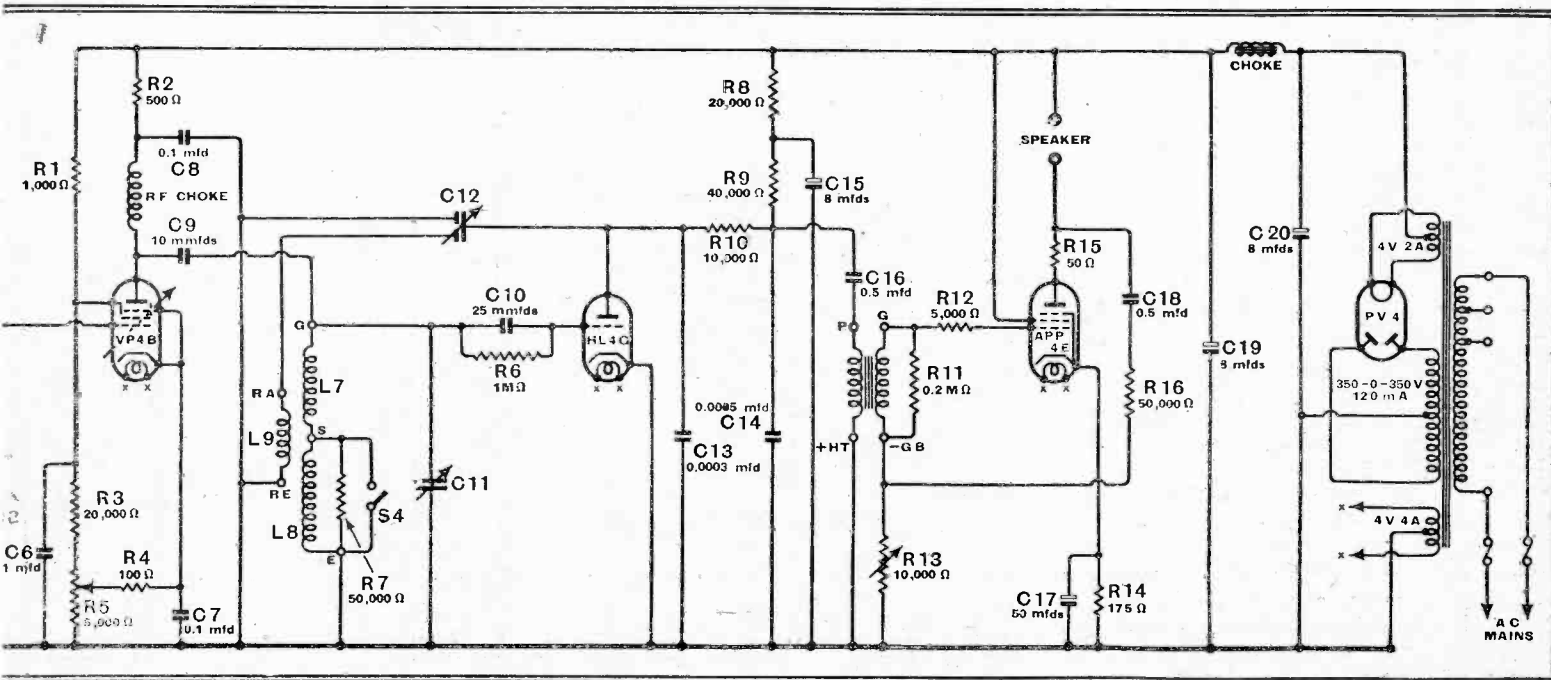 R2
500 Ω
0.1 mfd
C8
R1
1,000 Ω
RF CHOKE
C9
10 mmfds
VP4B
x x
C6
1 mfd
R3
20,000 Ω
R4
100 Ω
R5
5,000 Ω
C7
0.1 mfd
C12
RA
L9
RE
G
L7
S
L8
E
R7
50,000 Ω
S4
C10
25 mmfds
R6
1MΩ
C11
HL4G
x x
R8
20,000 Ω
R9
40,000 Ω
R10
10,000 Ω
C15
8 mfds
C13
0,0003 mfd
0.0005 mfd
C14
C16
0.5 mfd
P
G
+HT
-GB
R11
0.2 MΩ
R12
5,000 Ω
R13
10,000 Ω
SPEAKER
R15
50 Ω
APP
4E
x x
C18
0.5 mfd
R16
50,000 Ω
C17
50 mfds
R14
175 Ω
CHOKE
C19
8 mfds
C20
8 mfds
4V 2A
PV4
350-0-350V
120 mA
x
4V 4A
x
AC
MAINS